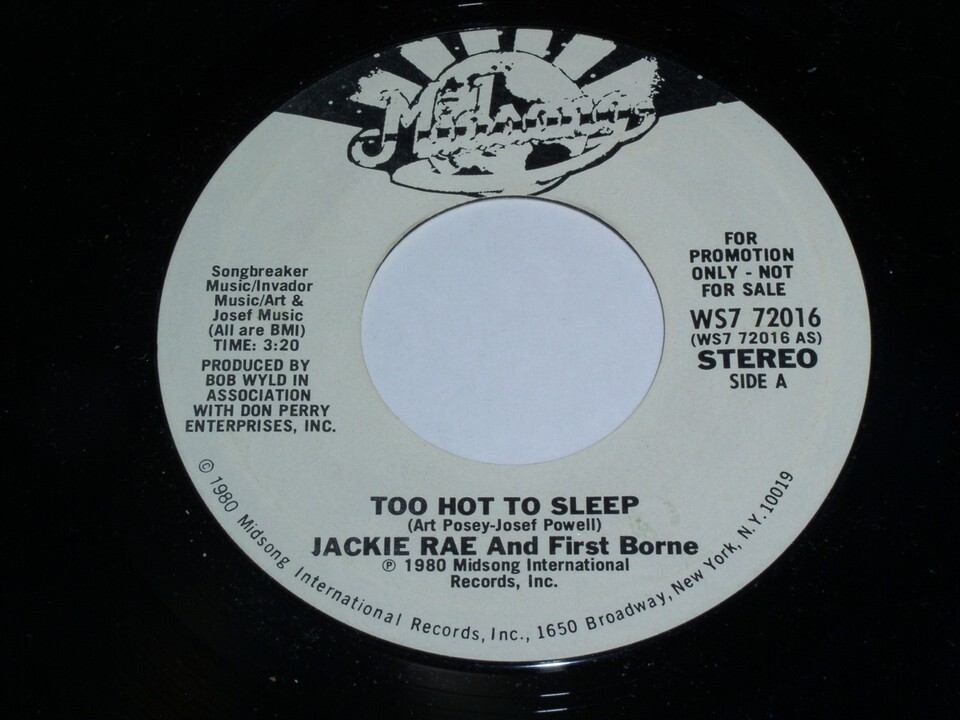 Midsong
Songbreaker
Music/Invador
Music/Art &
Josef Music
(All are BMI)
TIME: 3:20
PRODUCED BY
BOB WYLD IN
ASSOCIATION
WITH DON PERRY
ENTERPRISES, INC.
FOR
PROMOTION
ONLY - NOT
FOR SALE
WS7 72016
(WS7 72016 AS)
STEREO
SIDE A
TOO HOT TO SLEEP
(Art Posey-Josef Powell)
JACKIE RAE And First Borne
℗ 1980 Midsong International
Records, Inc.
© 1980 Midsong International Records, Inc., 1650 Broadway, New York, N.Y. 10019